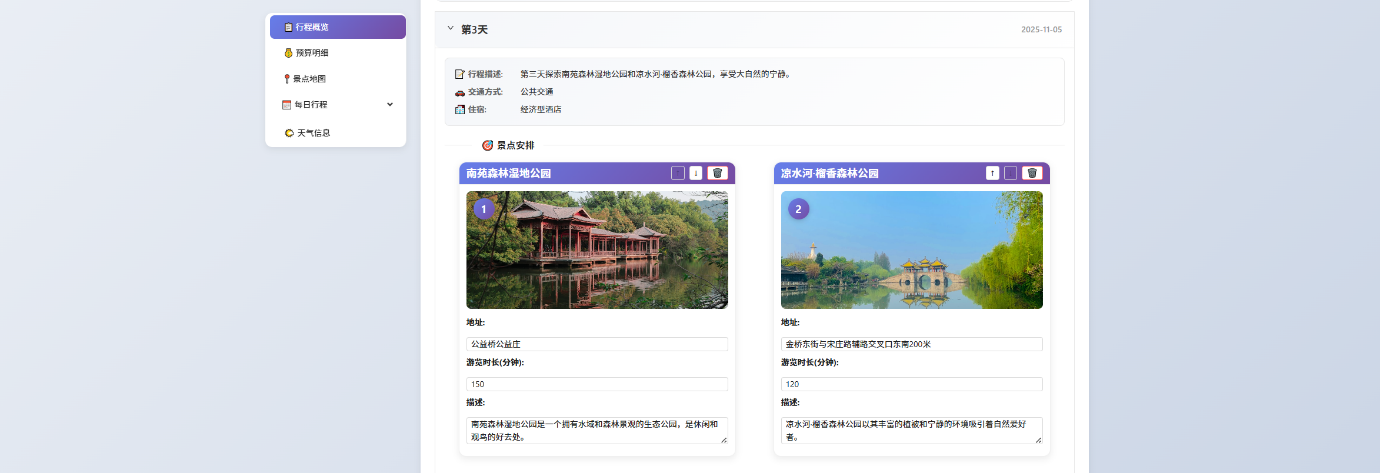 行程概览
预算明细
景点地图
每日行程
天气信息
第3天
2025-11-05
行程描述: 第三天探索南苑森林湿地公园和凉水河-榴香森林公园，享受大自然的宁静。
交通方式: 公共交通
住宿: 经济型酒店
景点安排
南苑森林湿地公园
↑ ↓
1
地址:
公益桥公益庄
游览时长(分钟):
150
描述:
南苑森林湿地公园是一个拥有水域和森林景观的生态公园，是休闲和
观鸟的好去处。
凉水河-榴香森林公园
↑ ↓
2
地址:
金桥东街与宋庄路辅路交叉口东南200米
游览时长(分钟):
120
描述:
凉水河-榴香森林公园以其丰富的植被和宁静的环境吸引着自然爱好
者。